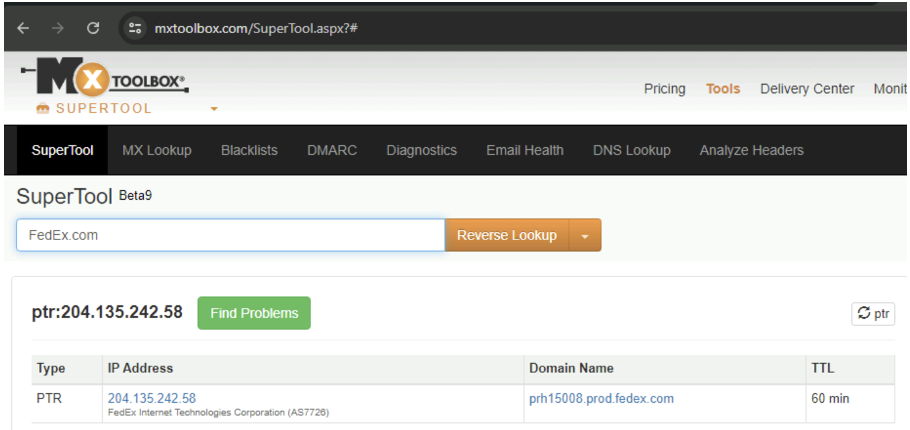 mxtoolbox.com/SuperTool.aspx?#
MX TOOLBOX®
SUPERTOOL
Pricing Tools Delivery Center Monit
SuperTool MX Lookup Blacklists DMARC Diagnostics Email Health DNS Lookup Analyze Headers
SuperTool Beta9
FedEx.com Reverse Lookup
ptr:204.135.242.58 Find Problems ptr
Type IP Address Domain Name TTL
PTR 204.135.242.58 prh15008.prod.fedex.com 60 min
FedEx Internet Technologies Corporation (AS7726)